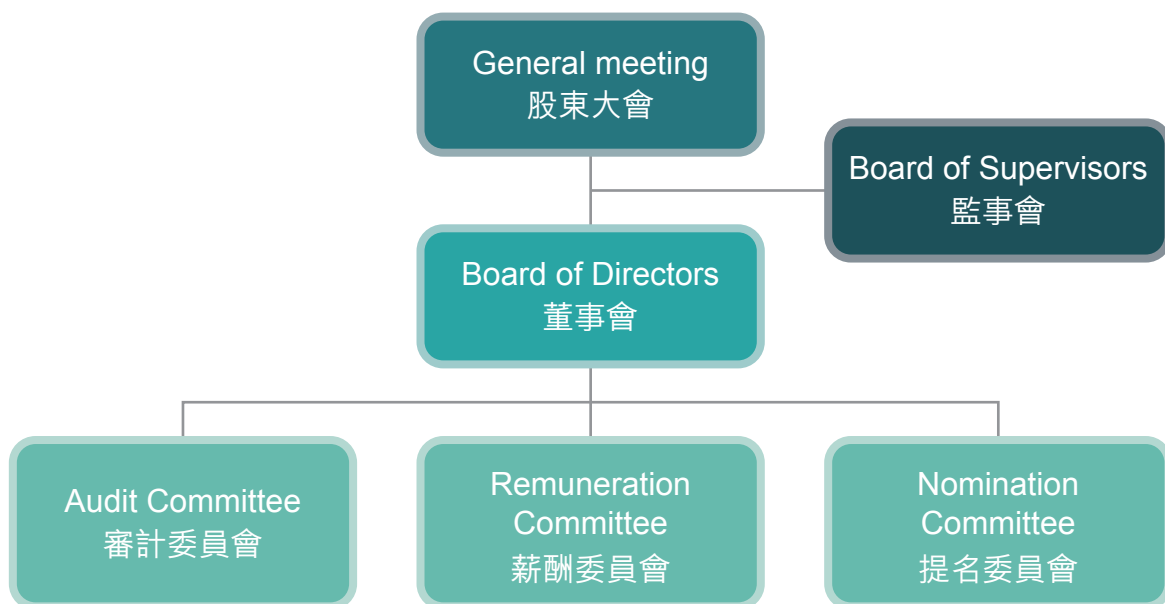 General meeting
股東大會
Board of Supervisors
監事會
Board of Directors
董事會
Audit Committee
審計委員會
Remuneration
Committee
薪酬委員會
Nomination
Committee
提名委員會